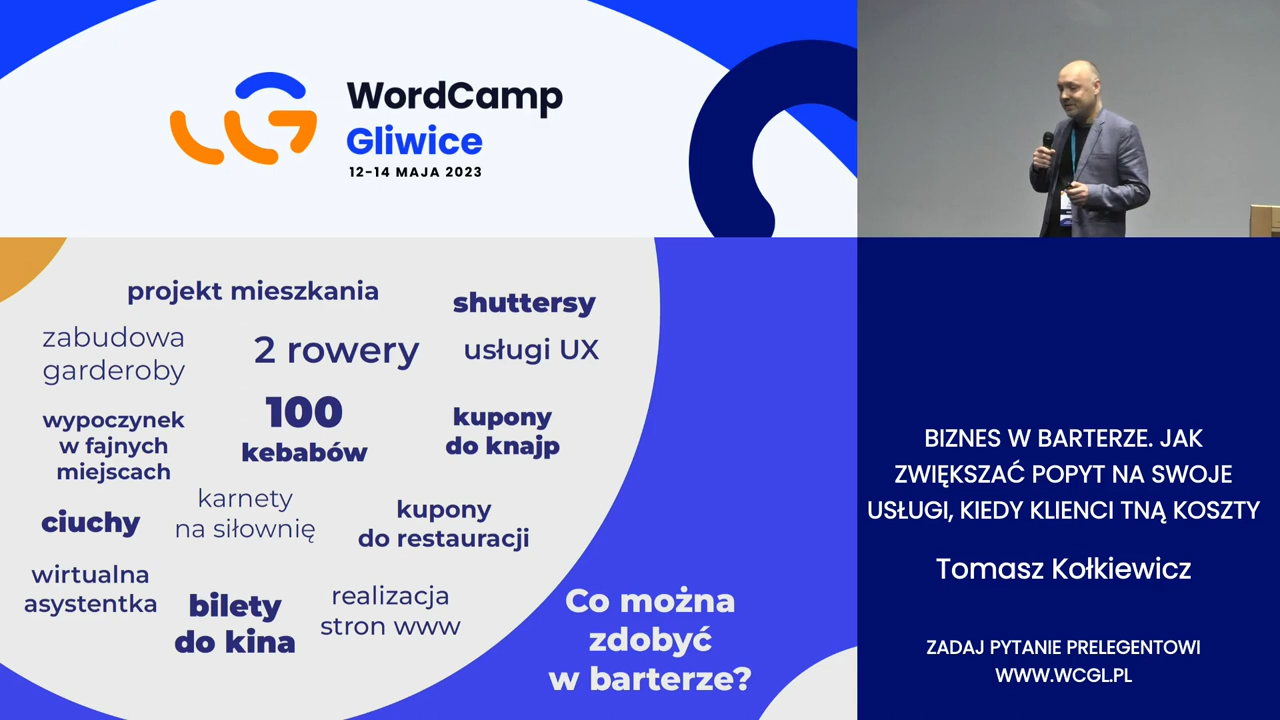 WordCamp
Gliwice
12-14 MAJA 2023
projekt mieszkania
shuttersy
zabudowa
garderoby
2 rowery
usługi UX
wypoczynek
w fajnych
miejscach
100
kebabów
kupony
do knajp
ciuchy
karnety
na siłownię
kupony
do restauracji
wirtualna
asystentka
bilety
do kina
realizacja
stron www
Co można
zdobyć
w barterze?
BIZNES W BARTERZE. JAK
ZWIĘKSZAĆ POPYT NA SWOJE
USŁUGI, KIEDY KLIENCI TNĄ KOSZTY
Tomasz Kołkiewicz
ZADAJ PYTANIE PRELEGENTOWI
WWW.WCGL.PL